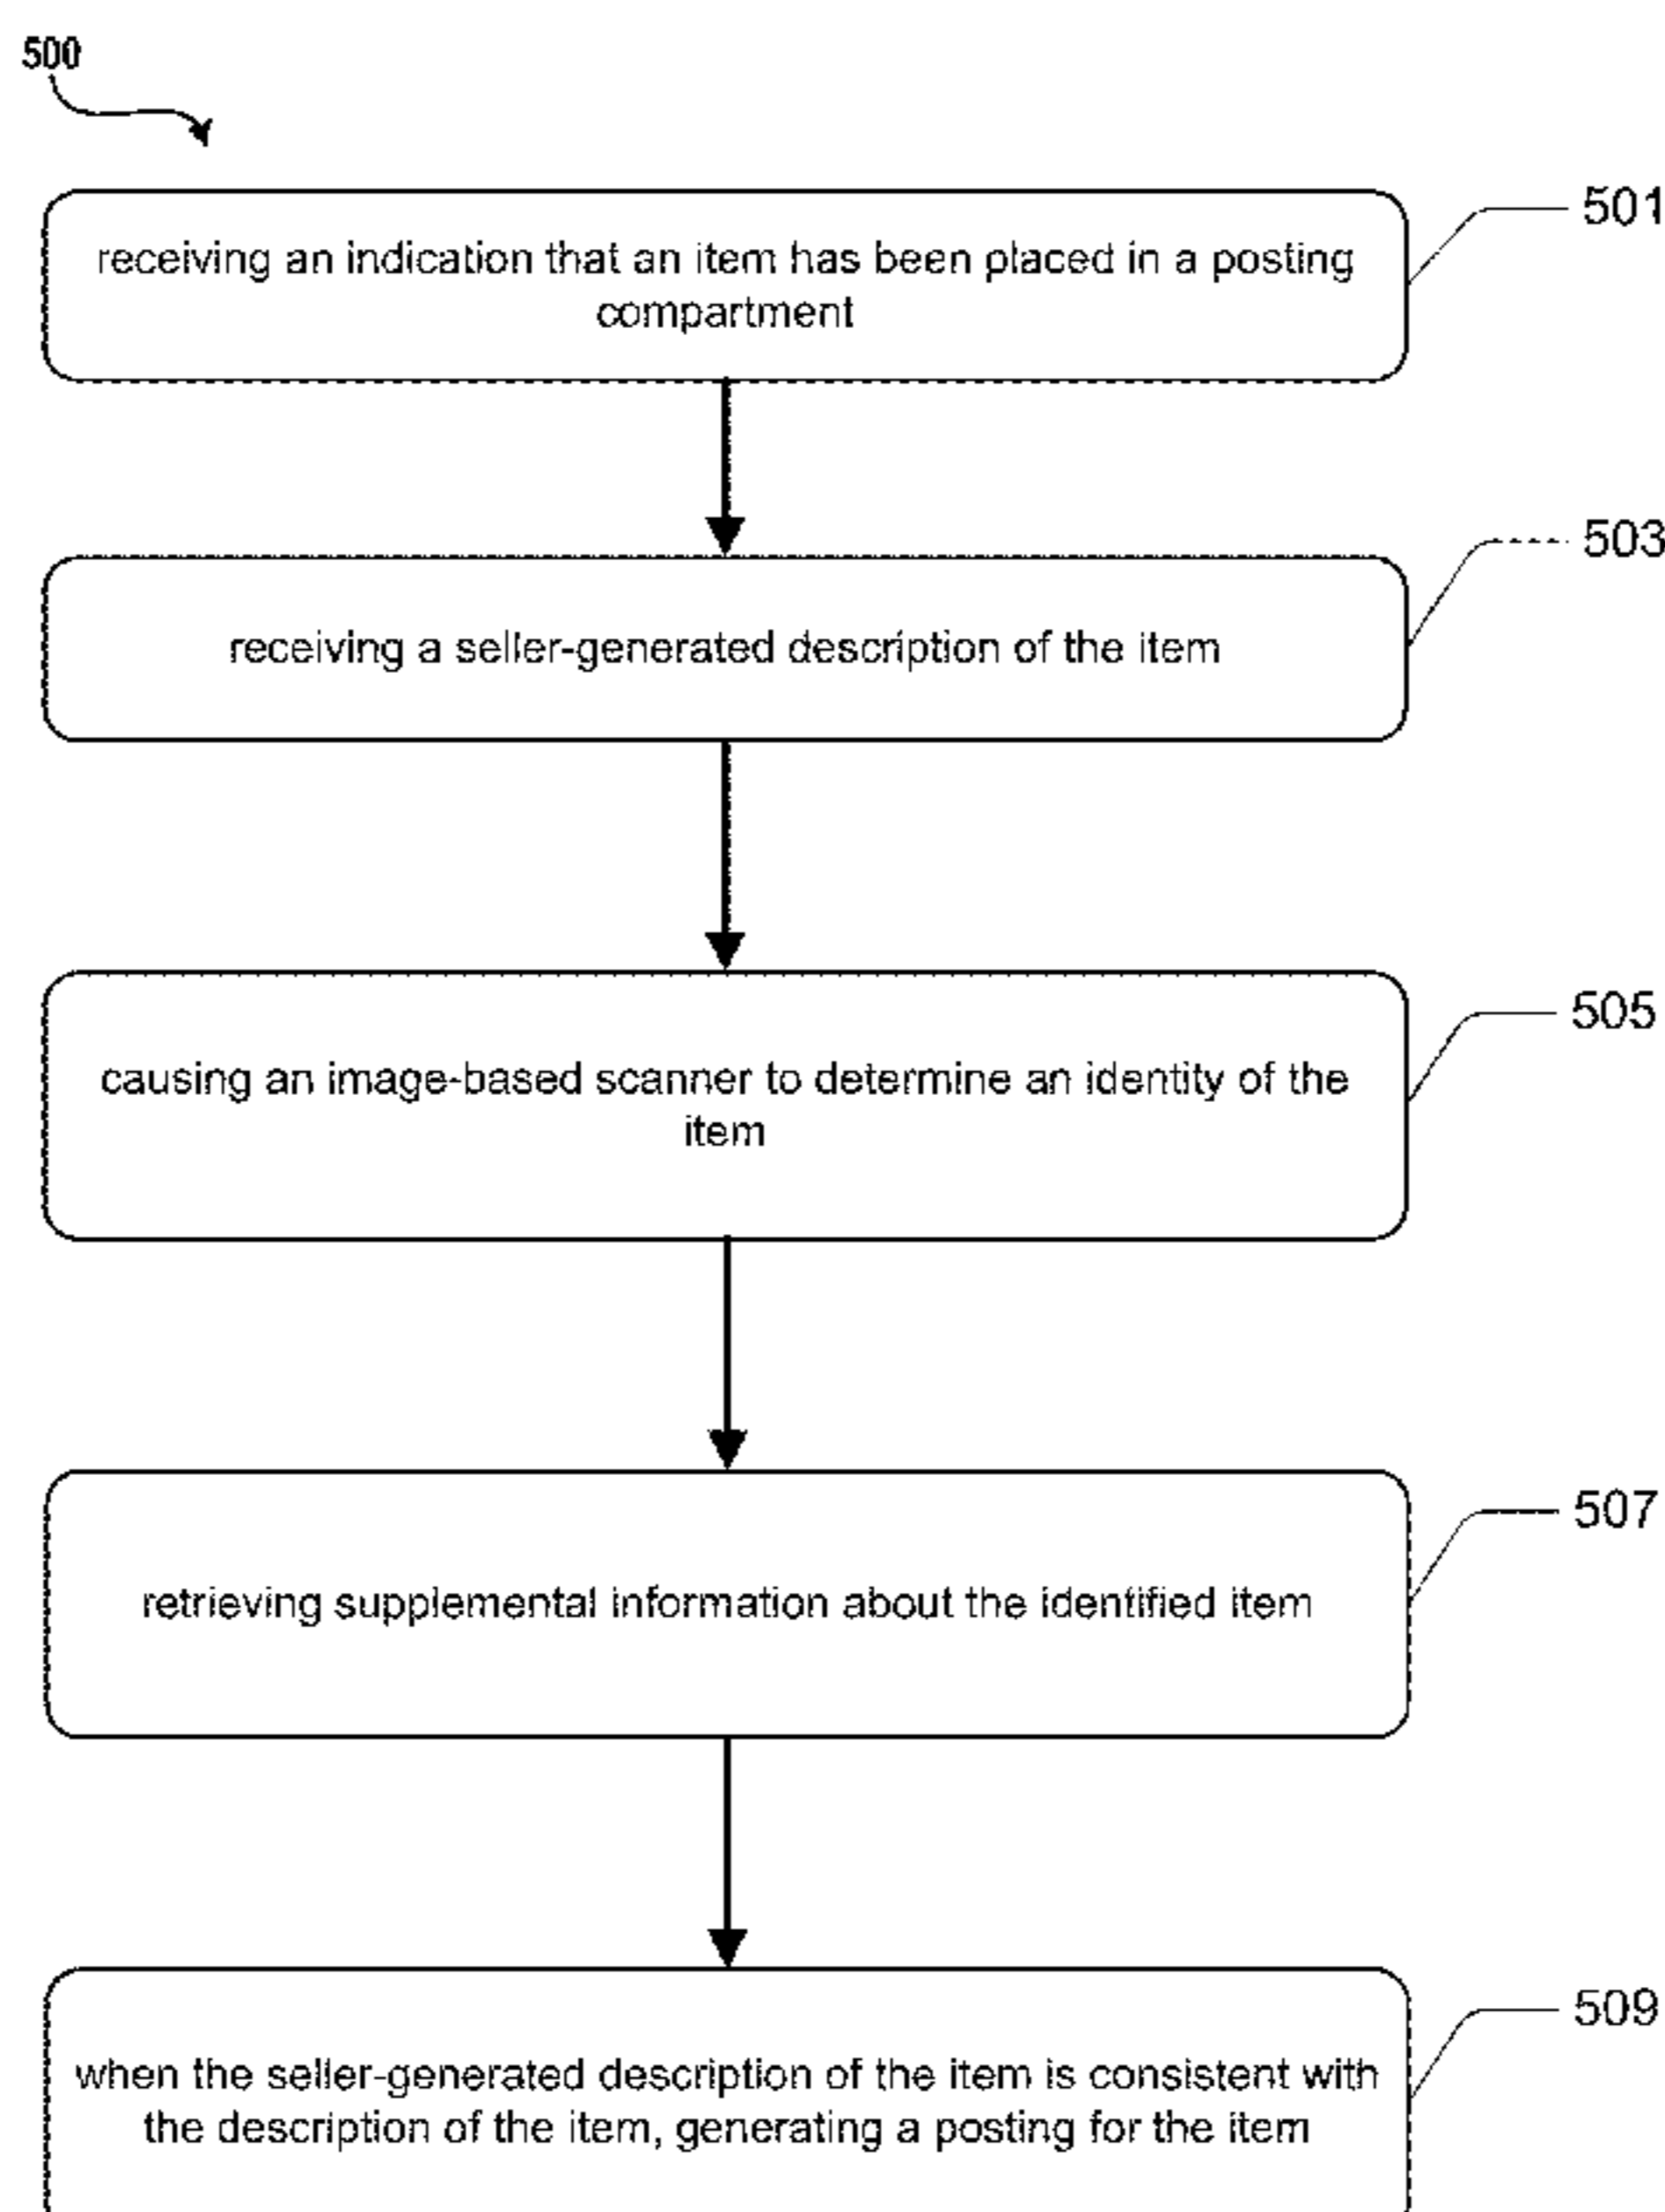 500
receiving an indication that an item has been placed in a posting
compartment
501
receiving a seller-generated description of the item
503
causing an image-based scanner to determine an identity of the
item
505
retrieving supplemental information about the identified item
507
when the seller-generated description of the item is consistent with
the description of the item, generating a posting for the item
509